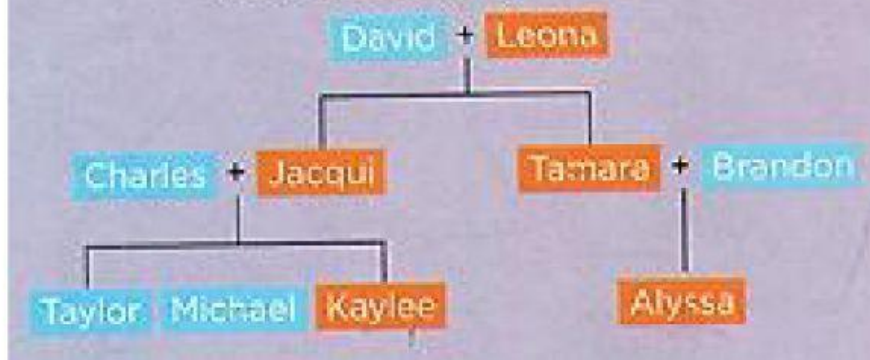 David + Leona
Charles + Jacqui Tamara + Brandon
Taylor Michael Kaylee Alyssa